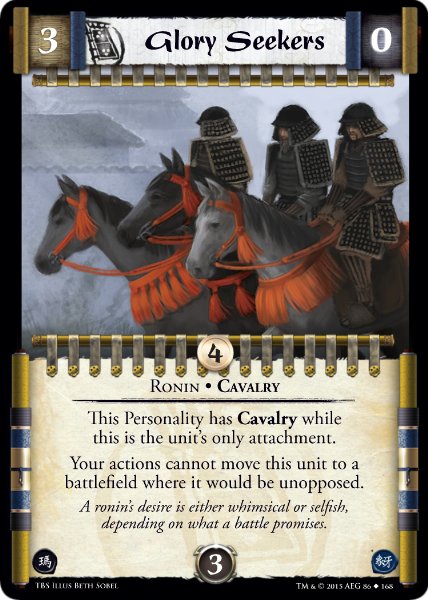 3 Glory Seekers 0
4
Ronin • Cavalry
This Personality has Cavalry while
this is the unit's only attachment.
Your actions cannot move this unit to a
battlefield where it would be unopposed.
A ronin's desire is either whimsical or selfish,
depending on what a battle promises.
3
TBS Illus Beth Sobel
TM & © 2015 AEG 86 ♦ 168